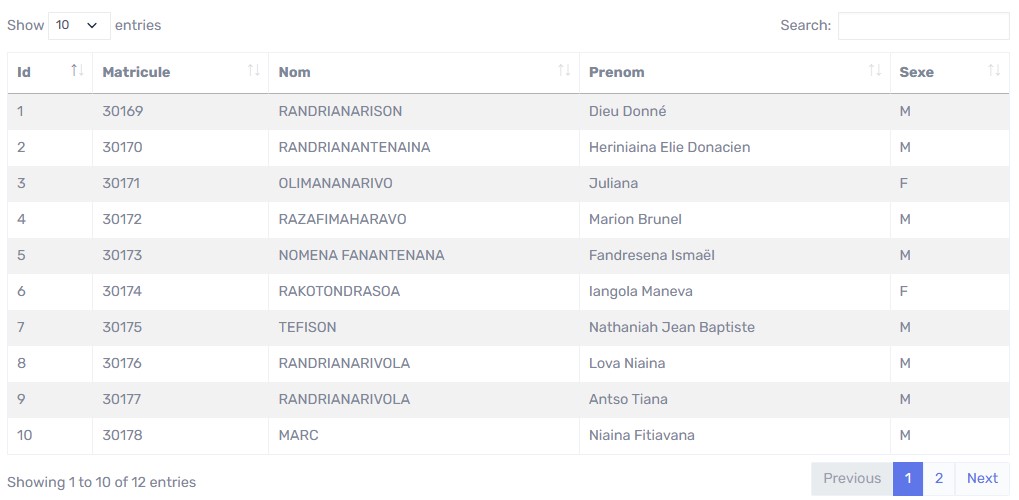 Show 10 entries Search:
Id Matricule Nom Prenom Sexe
1 30169 RANDRIANARISON Dieu Donné M
2 30170 RANDRIANANTENAINA Heriniaina Elie Donacien M
3 30171 OLIMANANARIVO Juliana F
4 30172 RAZAFIMAHARAVO Marion Brunel M
5 30173 NOMENA FANANTENANA Fandresena Ismaël M
6 30174 RAKOTONDRASOA Iangola Maneva F
7 30175 TEFISON Nathaniah Jean Baptiste M
8 30176 RANDRIANARIVOLA Lova Niaina M
9 30177 RANDRIANARIVOLA Antso Tiana M
10 30178 MARC Niaina Fitiavana M
Showing 1 to 10 of 12 entries Previous 1 2 Next